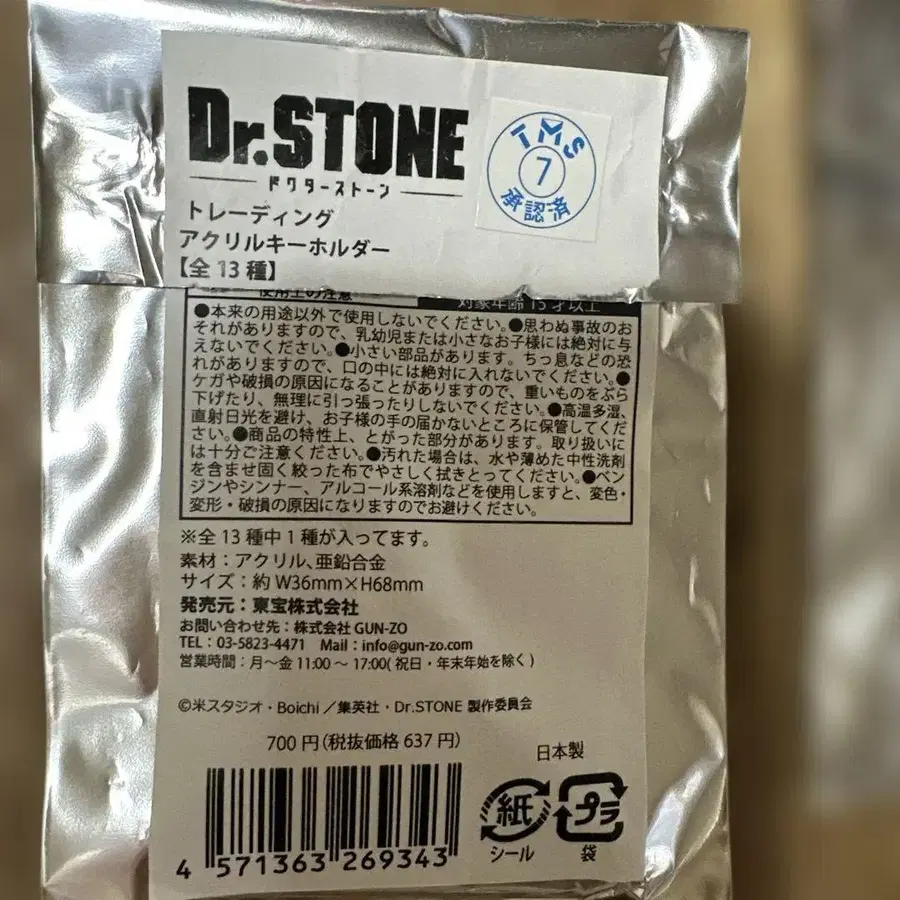 Dr.STONE
ドクターストーン
TMS
7
承認済
トレーディング
アクリルキーホルダー
【全 13 種】
使用上の注意
対象年齢 15 才以上
●本来の用途以外で使用しないでください。●思わぬ事故のお
それがありますので、乳幼児または小さなお子様には絶対に与
えないでください。●小さい部品があります。ちっ息などの恐
れがありますので、口の中には絶対に入れないでください。●
ケガや破損の原因になることがありますので、重いものをぶら
下げたり、無理に引っ張ったりしないでください。●高温多湿、
直射日光を避け、お子様の手の届かないところに保管してくだ
さい。●商品の特性上、とがった部分があります。取り扱いに
は十分ご注意ください。●汚れた場合は、水や薄めた中性洗剤
を含ませ固く絞った布でやさしく拭きとってください。●ベン
ジンやシンナー、アルコール系溶剤などを使用しますと、変色・
変形・破損の原因になりますのでお避けください。
※全 13 種中 1 種が入ってます。
素材：アクリル、亜鉛合金
サイズ：約 W36mm×H68mm
発売元：東宝株式会社
お問い合わせ先：株式会社 GUN-ZO
TEL：03-5823-4471 Mail：info@gun-zo.com
営業時間：月～金 11:00 ～ 17:00( 祝日・年末年始を除く )
©米スタジオ・Boichi／集英社・Dr.STONE 製作委員会
700 円（税抜価格 637 円）
日本製
紙
シール
プラ
袋
4 571363 269343